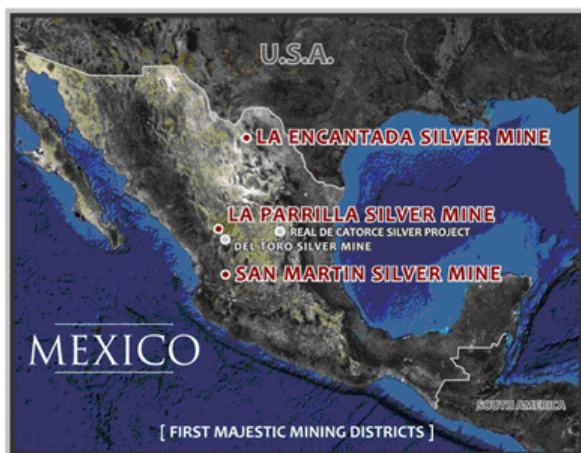 U.S.A.
LA ENCANTADA SILVER MINE
LA PARRILLA SILVER MINE
REAL DE CATORCE SILVER PROJECT
DEL TORO SILVER MINE
SAN MARTIN SILVER MINE
MEXICO
SOUTH AMERICA
[ FIRST MAJESTIC MINING DISTRICTS ]